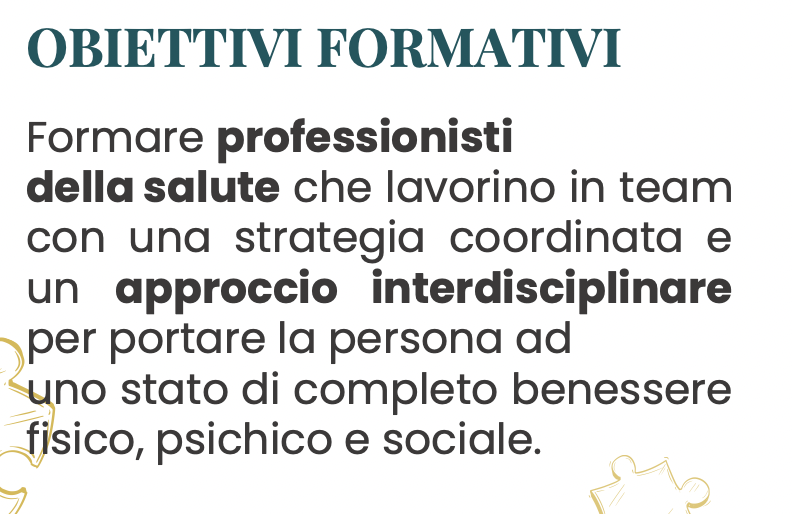 OBIETTIVI FORMATIVI
Formare professionisti
della salute che lavorino in team
con una strategia coordinata e
un approccio interdisciplinare
per portare la persona ad
uno stato di completo benessere
fisico, psichico e sociale.